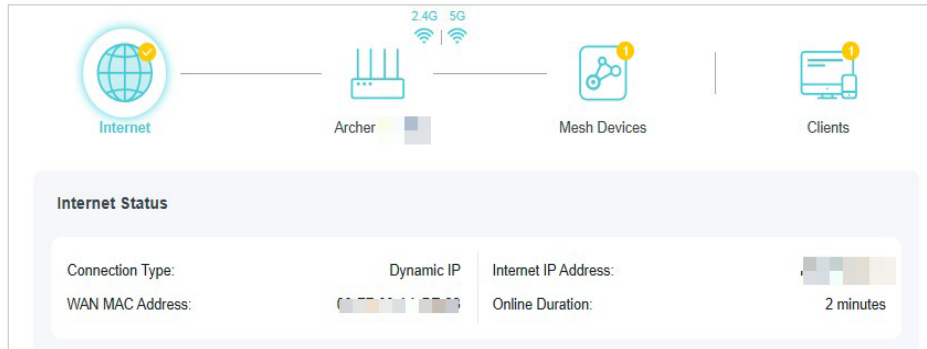 2.4G 5G
1
1
Internet
Archer
Mesh Devices
Clients
Internet Status
Connection Type: Dynamic IP
Internet IP Address:
WAN MAC Address:
Online Duration: 2 minutes